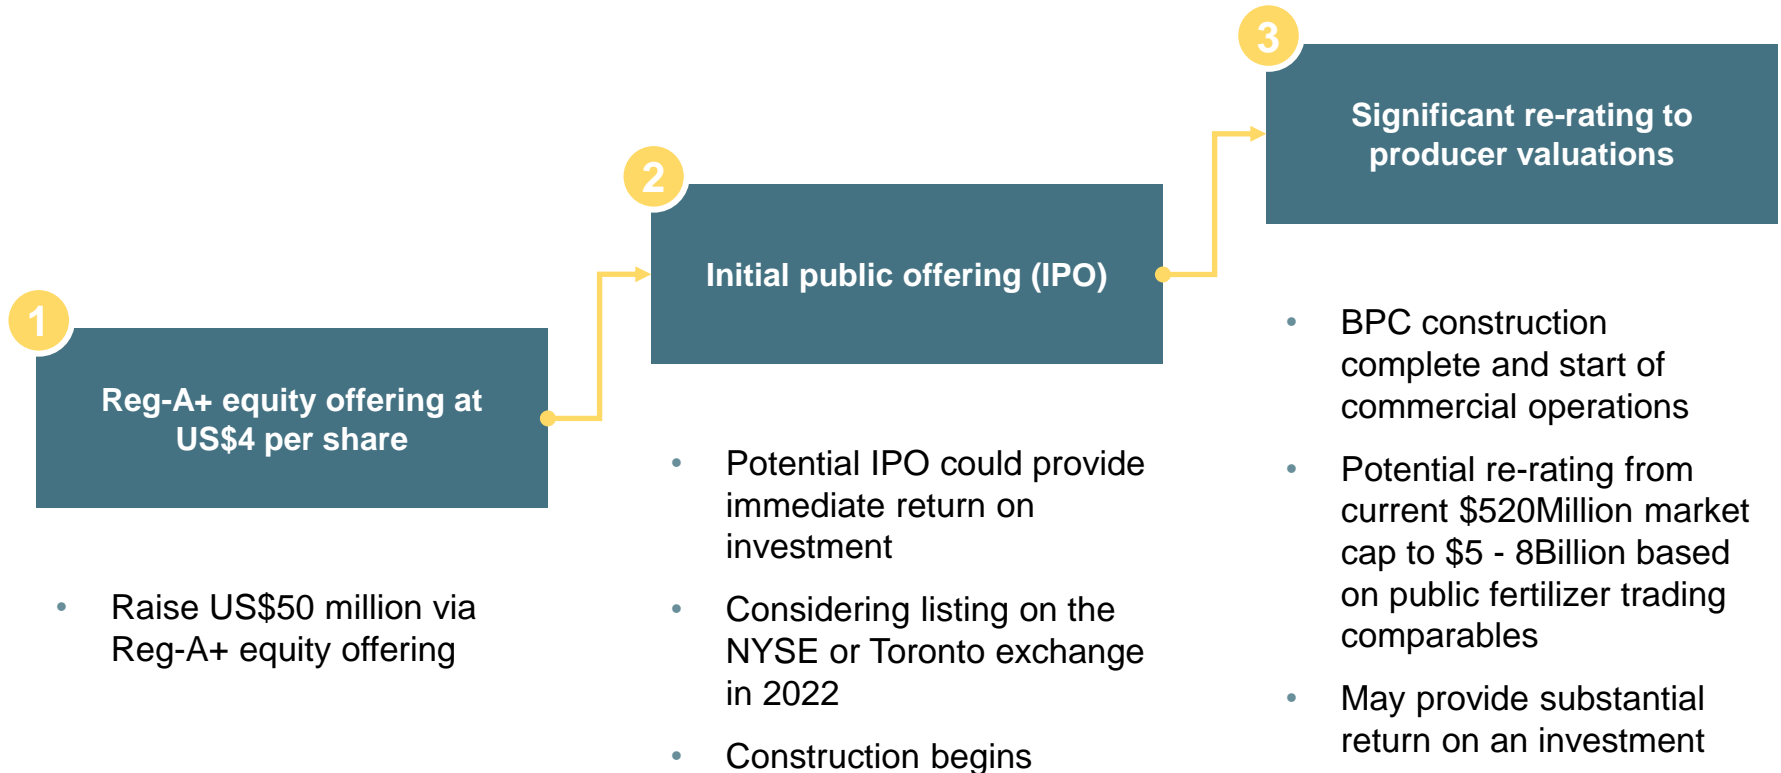 1
Reg-A+ equity offering at
US$4 per share
• Raise US$50 million via
Reg-A+ equity offering
2
Initial public offering (IPO)
• Potential IPO could provide
immediate return on
investment
• Considering listing on the
NYSE or Toronto exchange
in 2022
• Construction begins
3
Significant re-rating to
producer valuations
• BPC construction
complete and start of
commercial operations
• Potential re-rating from
current $520Million market
cap to $5 - 8Billion based
on public fertilizer trading
comparables
• May provide substantial
return on an investment